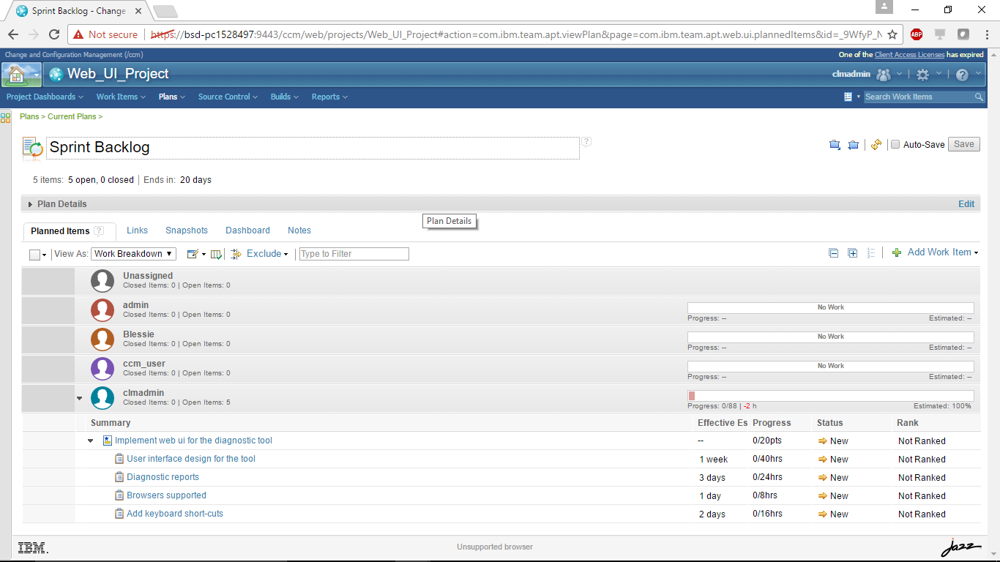 Sprint Backlog - Change
Not secure | https://bsd-pc1528497:9443/ccm/web/projects/Web_UI_Project#action=com.ibm.team.apt.viewPlan&page=com.ibm.team.apt.web.ui.plannedItems&id=_9WfyP_N
ABP
Change and Configuration Management (/ccm)
One of the Client Access Licenses has expired
Web_UI_Project
clmadmin
Project Dashboards Work Items Plans Source Control Builds Reports
Search Work Items
Plans > Current Plans >
Sprint Backlog
?
Auto-Save Save
5 items: 5 open, 0 closed | Ends in: 20 days
Plan Details
Edit
Plan Details
Planned Items ? Links Snapshots Dashboard Notes
View As: Work Breakdown Exclude Type to Filter
Add Work Item
Unassigned
Closed Items: 0 | Open Items: 0
admin
Closed Items: 0 | Open Items: 0
No Work
Progress: -- Estimated: --
Blessie
Closed Items: 0 | Open Items: 0
No Work
Progress: -- Estimated: --
ccm_user
Closed Items: 0 | Open Items: 0
No Work
Progress: -- Estimated: --
clmadmin
Closed Items: 0 | Open Items: 5
Progress: 0/88 | -2 h Estimated: 100%
Summary Effective Es Progress Status Rank
Implement web ui for the diagnostic tool -- 0/20pts New Not Ranked
User interface design for the tool 1 week 0/40hrs New Not Ranked
Diagnostic reports 3 days 0/24hrs New Not Ranked
Browsers supported 1 day 0/8hrs New Not Ranked
Add keyboard short-cuts 2 days 0/16hrs New Not Ranked
IBM.
Unsupported browser
jazz